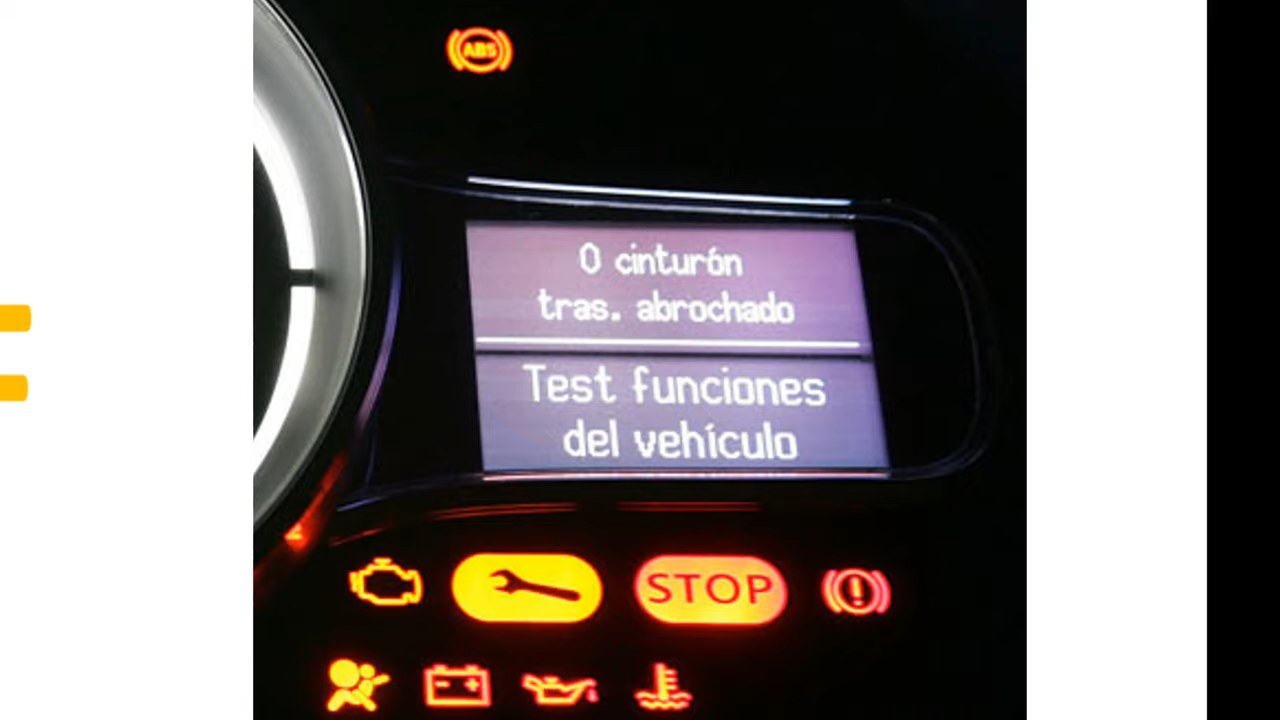 ABS
0 cinturón
tras. abrochado
Test funciones
del vehículo
STOP